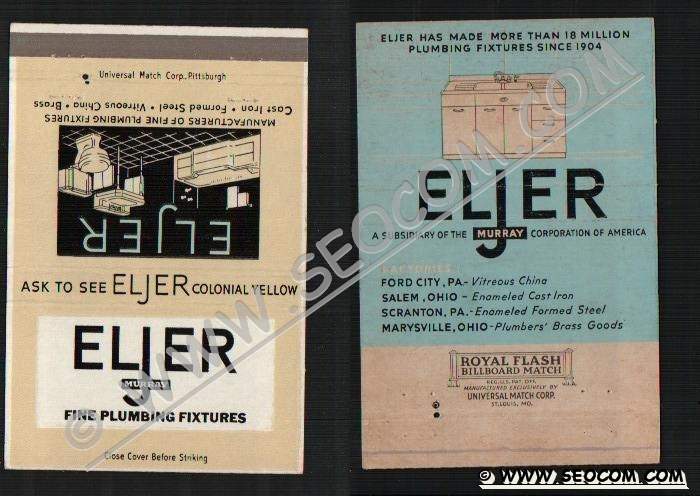 Universal Match Corp., Pittsburgh
MANUFACTURERS OF FINE PLUMBING FIXTURES
Cast Iron • Formed Steel • Vitreous China • Brass
ELJER
ASK TO SEE ELJER COLONIAL YELLOW
ELJER
MURRAY
FINE PLUMBING FIXTURES
Close Cover Before Striking
ELJER HAS MADE MORE THAN 18 MILLION
PLUMBING FIXTURES SINCE 1904
ELJER
A SUBSIDIARY OF THE MURRAY CORPORATION OF AMERICA
FACTORIES
FORD CITY, PA.- Vitreous China
SALEM, OHIO - Enameled Cast Iron
SCRANTON, PA.-Enameled Formed Steel
MARYSVILLE, OHIO-Plumbers' Brass Goods
ROYAL FLASH
BILLBOARD MATCH
REG. U.S. PAT. OFF.
MANUFACTURED EXCLUSIVELY BY
UNIVERSAL MATCH CORP.
ST. LOUIS, MO.
U.S.A.
© WWW.SEOCOM.COM
© WWW.SEOCOM.COM
© WWW.SEOCOM.COM